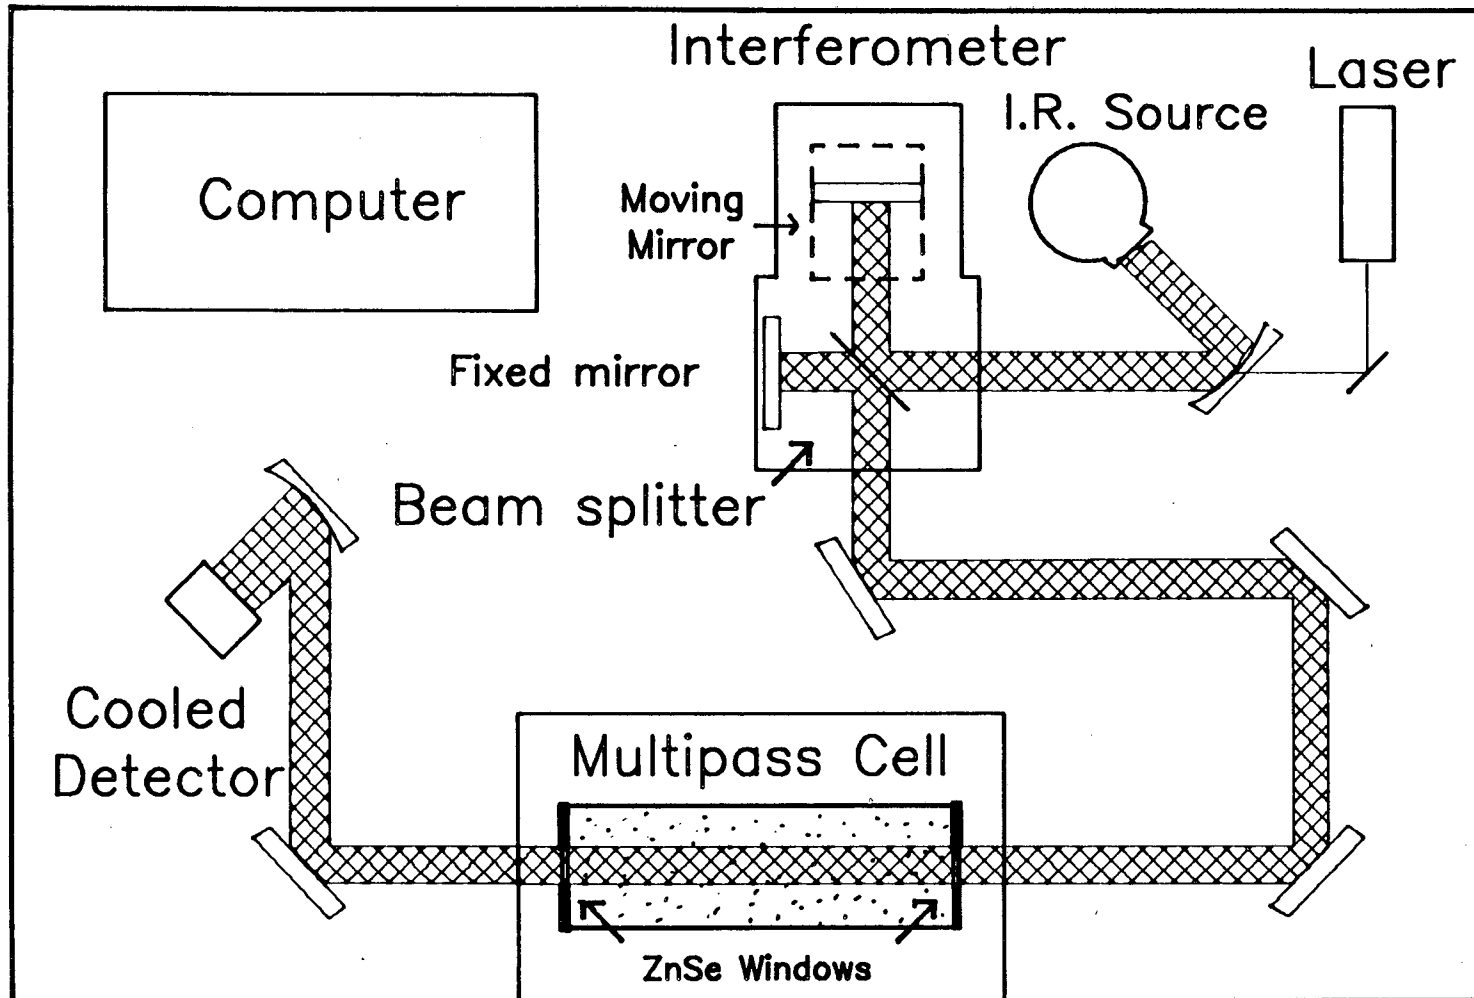 Interferometer
Laser
I.R. Source
Computer
Moving
Mirror
Fixed mirror
Beam splitter
Cooled
Detector
Multipass Cell
ZnSe Windows